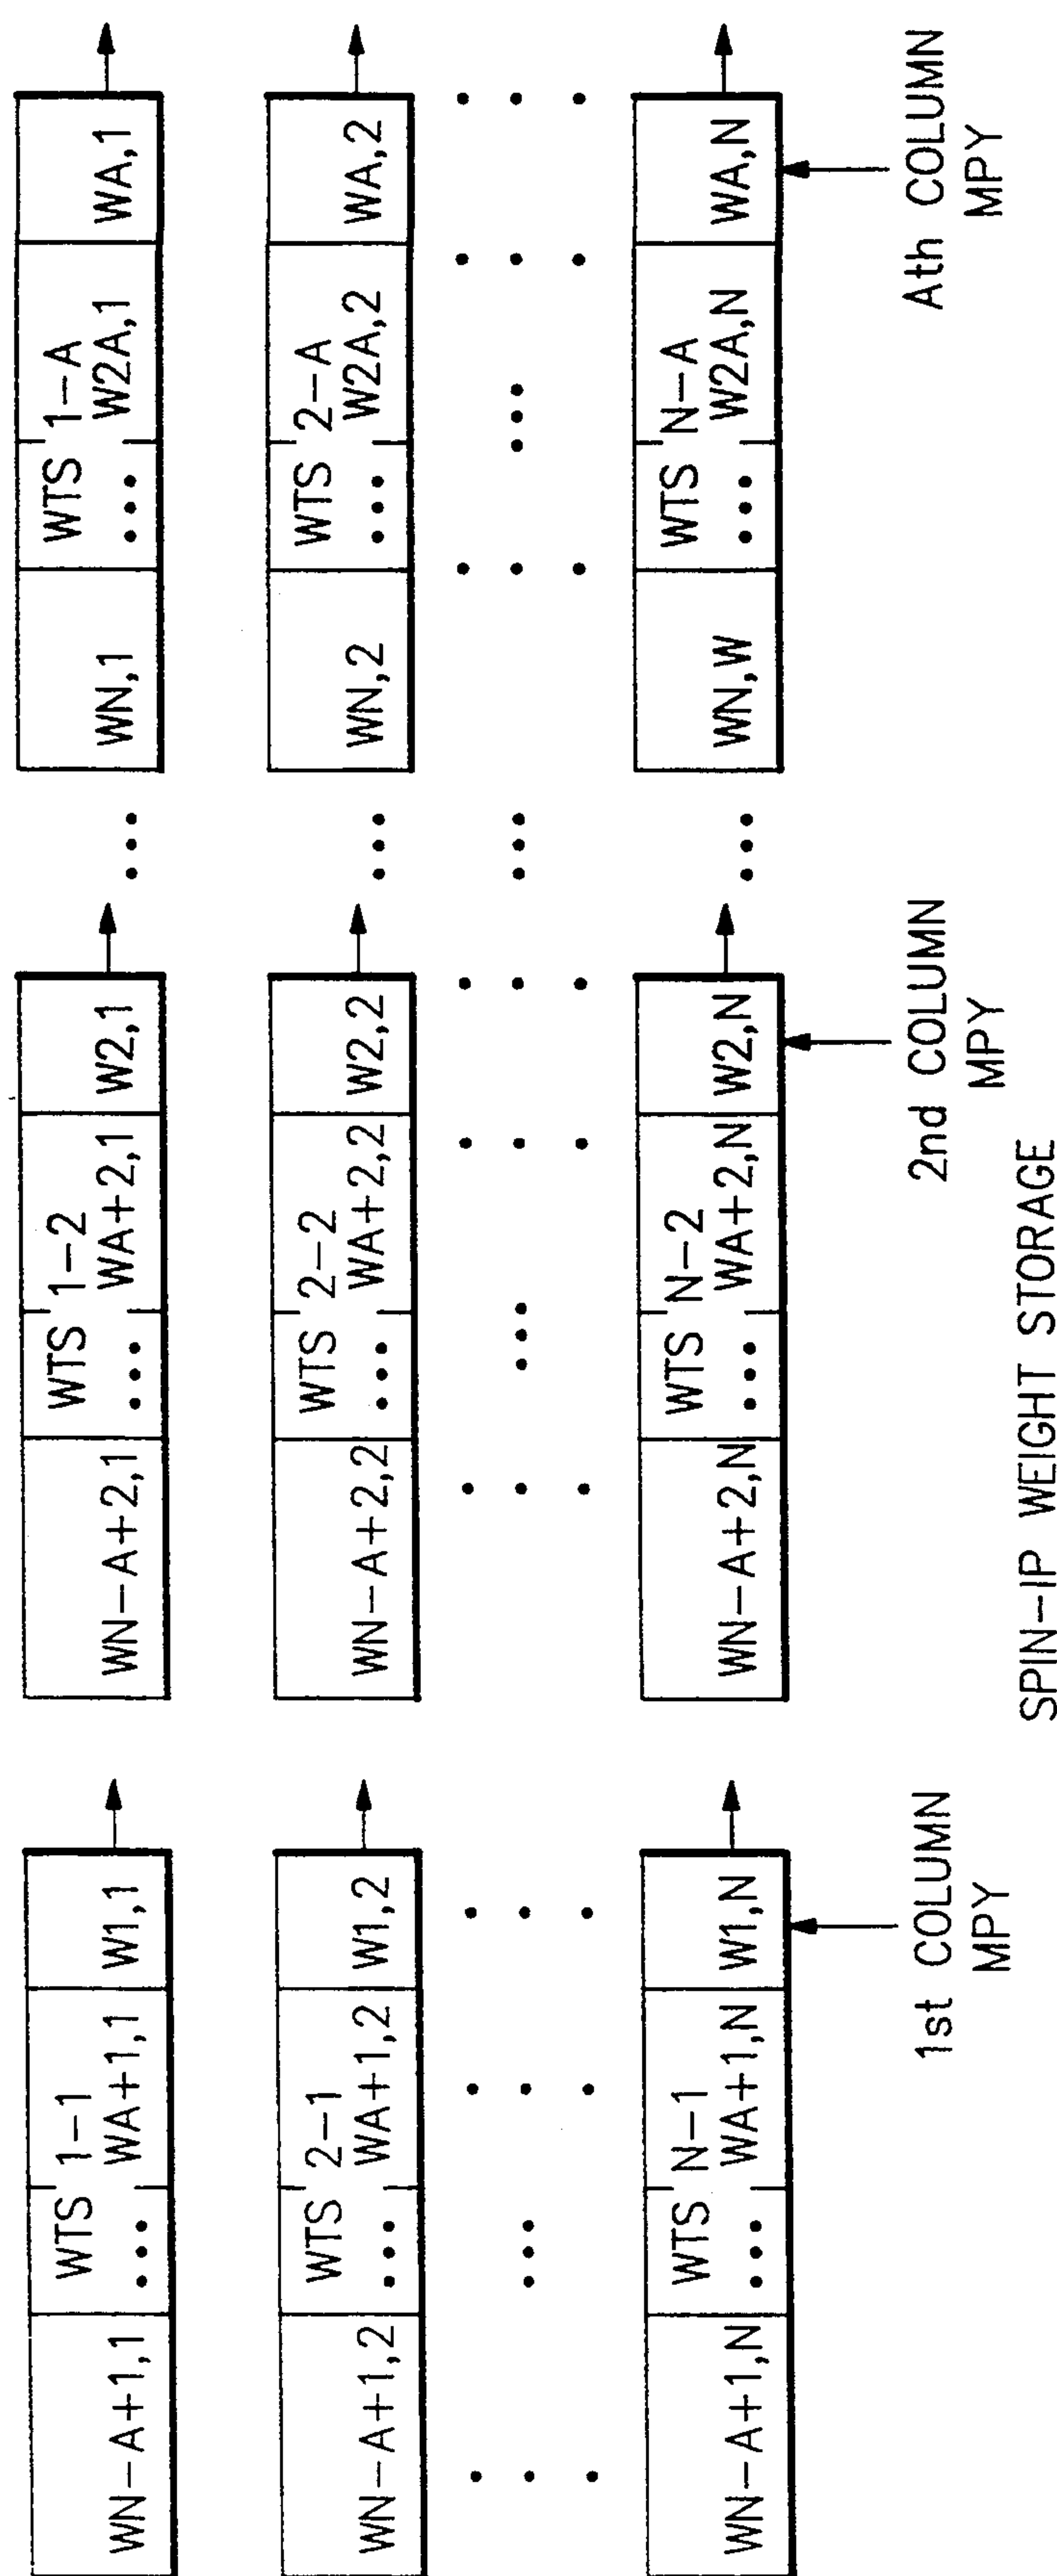 WTS 1-1
WN-A+1,1 ... WA+1,1 W1,1
WTS 1-2
WN-A+2,1 ... WA+2,1 W2,1
...
WTS 1-A
WN,1 ... W2A,1 WA,1
WTS 2-1
WN-A+1,2 ... WA+1,2 W1,2
WTS 2-2
WN-A+2,2 ... WA+2,2 W2,2
...
WTS 2-A
WN,2 ... W2A,2 WA,2
WTS N-1
WN-A+1,N ... WA+1,N W1,N
WTS N-2
WN-A+2,N ... WA+2,N W2,N
...
WTS N-A
WN,W ... W2A,N WA,N
1st COLUMN
MPY
2nd COLUMN
MPY
Ath COLUMN
MPY
SPIN-IP WEIGHT STORAGE